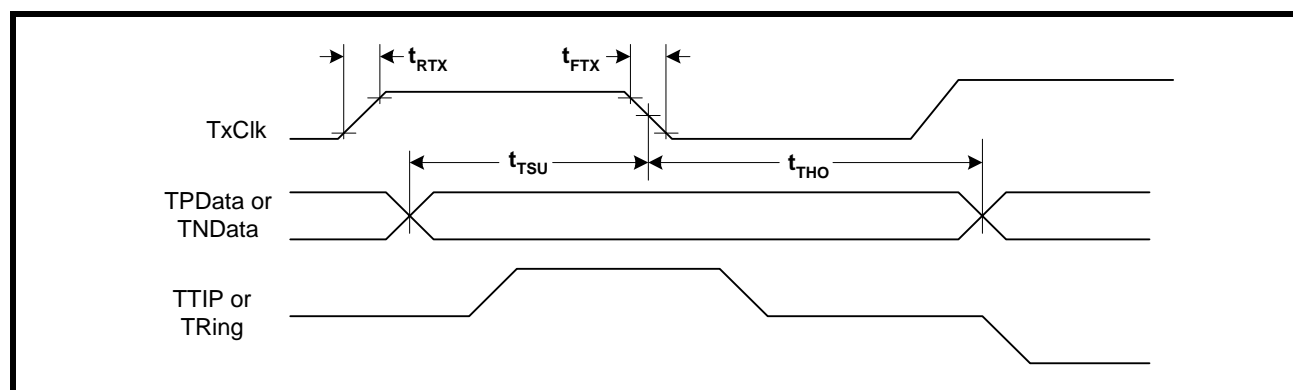 tRTX
tFTX
TxClk
tTSU
tTHO
TPData or
TNData
TTIP or
TRing